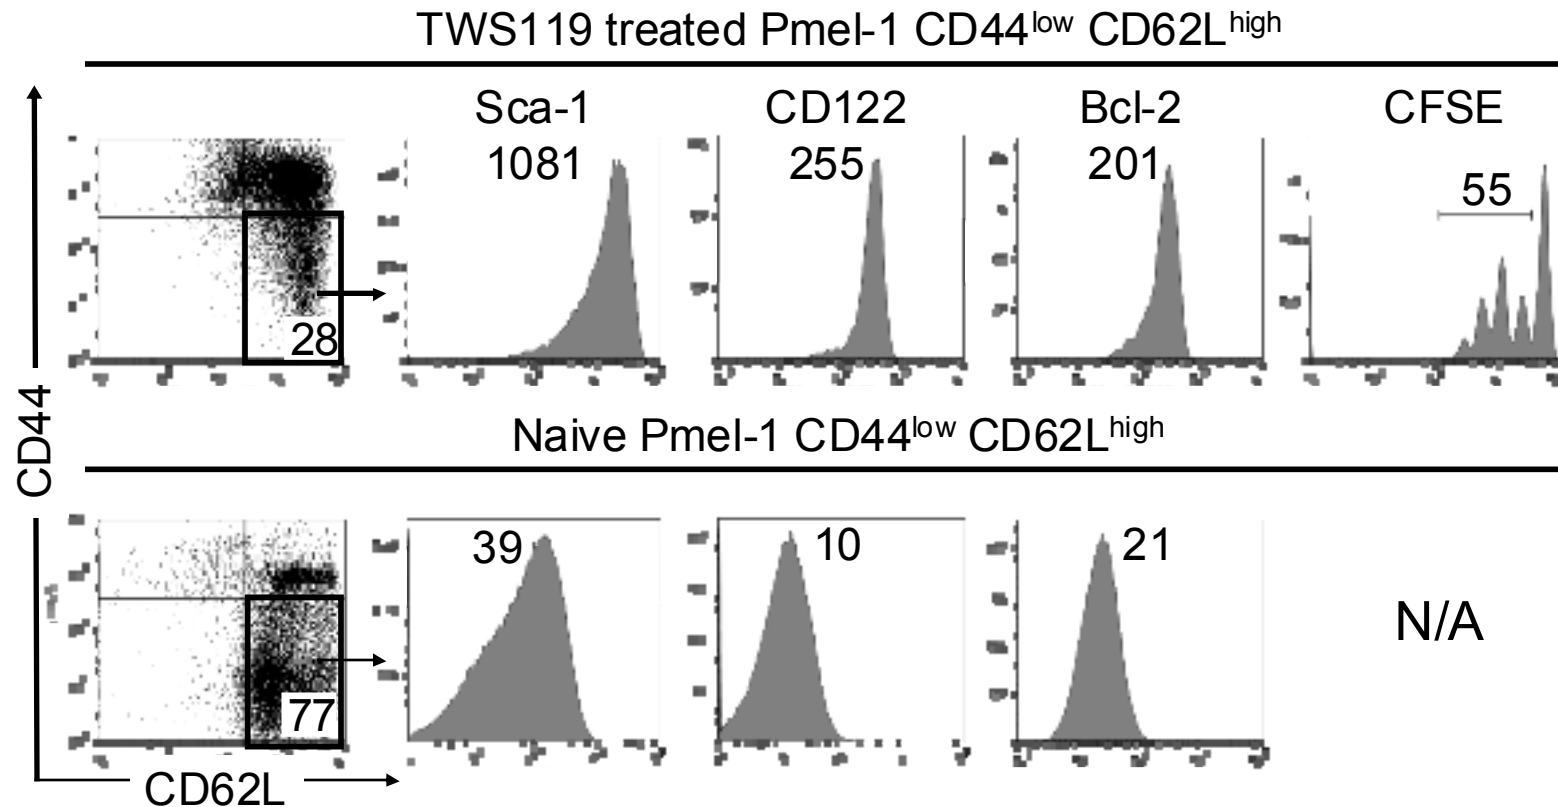 TWS119 treated Pmel-1 CD44low CD62Lhigh
Sca-1 CD122 Bcl-2 CFSE
1081 255 201 55
28
Naive Pmel-1 CD44low CD62Lhigh
39 10 21
N/A
77
CD44
CD62L